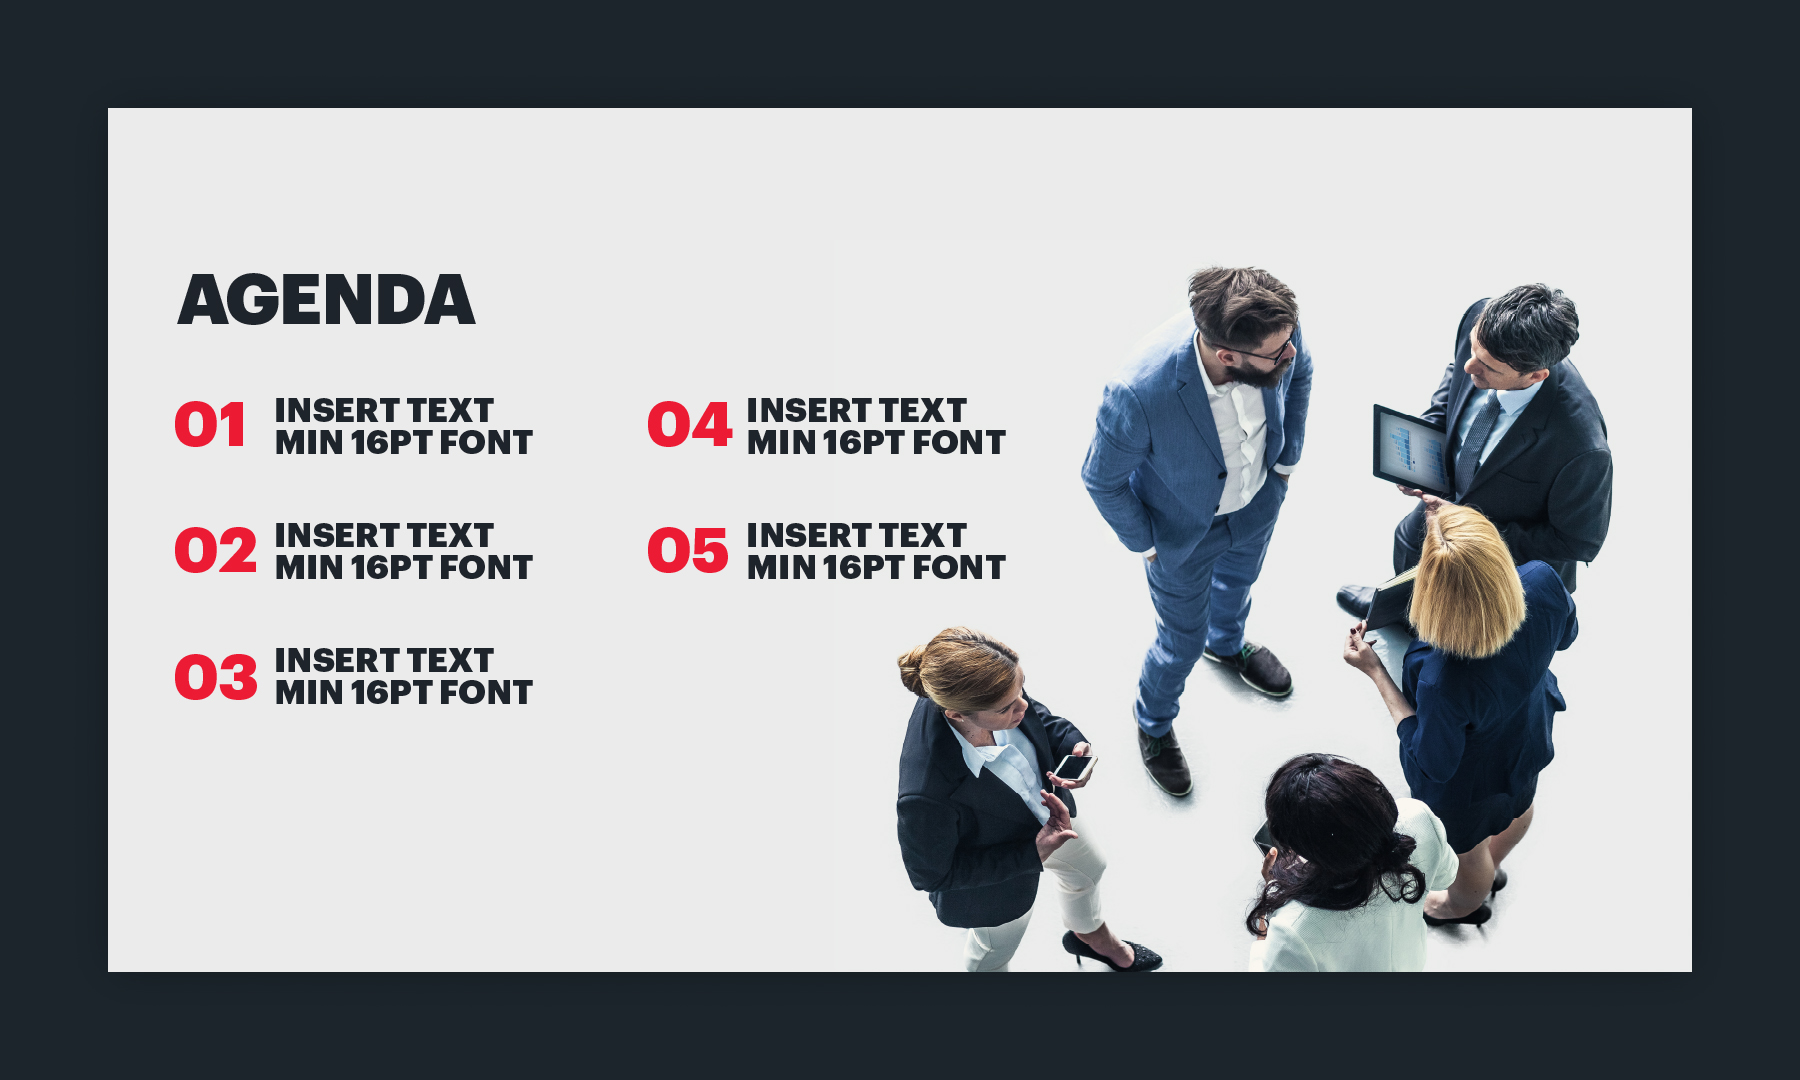 AGENDA
01 INSERT TEXT
MIN 16PT FONT
02 INSERT TEXT
MIN 16PT FONT
03 INSERT TEXT
MIN 16PT FONT
04 INSERT TEXT
MIN 16PT FONT
05 INSERT TEXT
MIN 16PT FONT